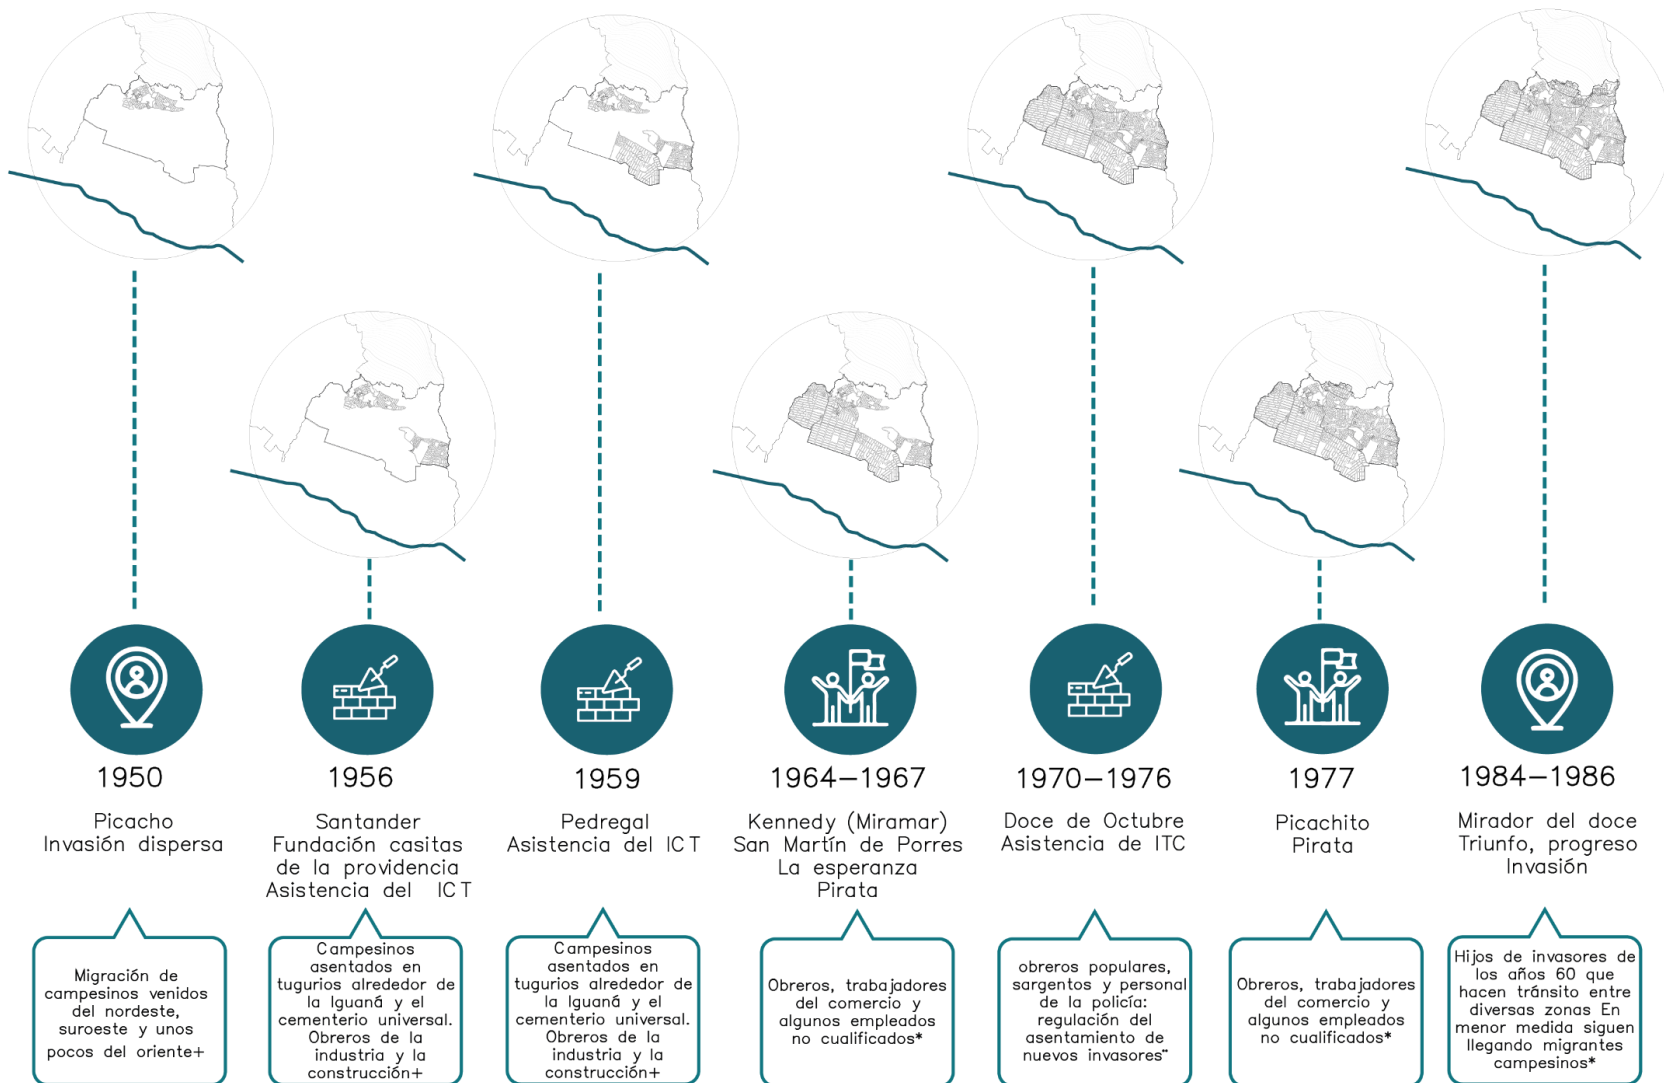 1950
Picacho
Invasión dispersa
Migración de
campesinos venidos
del nordeste,
suroeste y unos
pocos del oriente+
1956
Santander
Fundación casitas
de la providencia
Asistencia del ICT
Campesinos
asentados en
tugurios alrededor de
la Iguaná y el
cementerio universal.
Obreros de la
industria y la
construcción+
1959
Pedregal
Asistencia del ICT
Campesinos
asentados en
tugurios alrededor de
la Iguaná y el
cementerio universal.
Obreros de la
industria y la
construcción+
1964–1967
Kennedy (Miramar)
San Martín de Porres
La esperanza
Pirata
Obreros, trabajadores
del comercio y
algunos empleados
no cualificados*
1970–1976
Doce de Octubre
Asistencia de ITC
obreros populares,
sargentos y personal
de la policía:
regulación del
asentamiento de
nuevos invasores¨
1977
Picachito
Pirata
Obreros, trabajadores
del comercio y
algunos empleados
no cualificados*
1984–1986
Mirador del doce
Triunfo, progreso
Invasión
Hijos de invasores de
los años 60 que
hacen tránsito entre
diversas zonas En
menor medida siguen
llegando migrantes
campesinos*